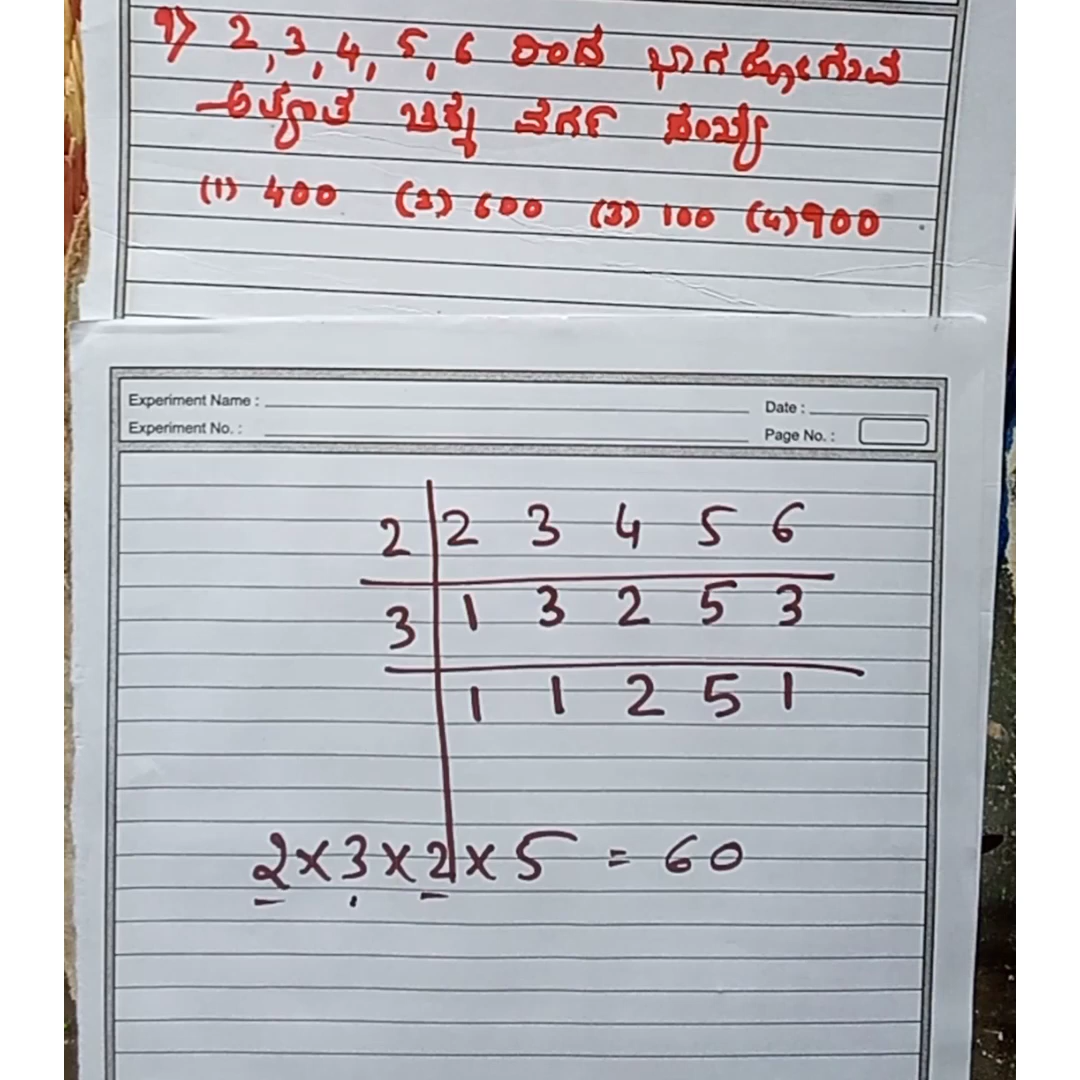 9) 2, 3, 4, 5, 6 ರಿಂದ ಭಾಗಹೋಗುವ
ಅತ್ಯಂತ ಚಿಕ್ಕ ವರ್ಗ ಸಂಖ್ಯೆ
(1) 400 (2) 600 (3) 100 (4) 900
Experiment Name :
Date :
Experiment No. :
Page No. :
2 2 3 4 5 6
3 1 3 2 5 3
1 1 2 5 1
2 x 3 x 2 x 5 = 60